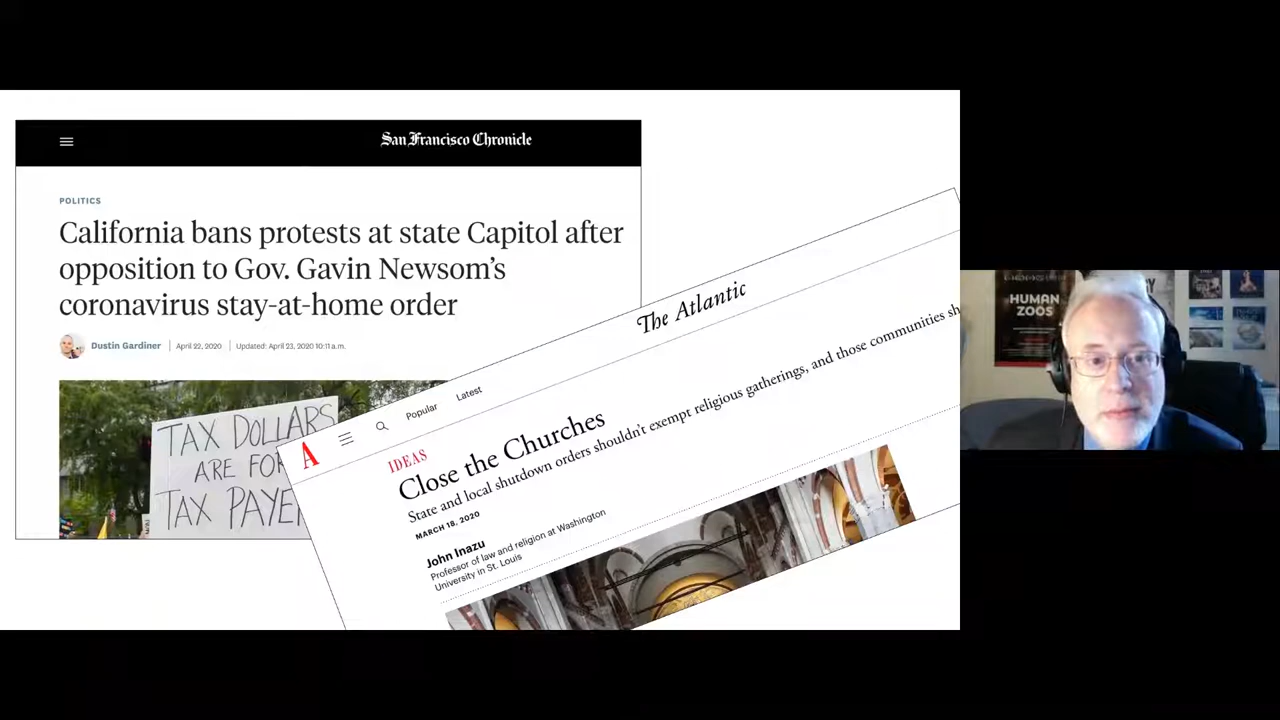 San Francisco Chronicle
POLITICS
California bans protests at state Capitol after
opposition to Gov. Gavin Newsom's
coronavirus stay-at-home order
Dustin Gardiner
April 22, 2020
Updated: April 23, 2020 10:11 a.m.
TAX DOLLARS
ARE FOR
TAX PAYE
The Atlantic
A
Popular
Latest
IDEAS
Close the Churches
State and local shutdown orders shouldn't exempt religious gatherings, and those communities sh
MARCH 18, 2020
John Inazu
Professor of law and religion at Washington
University in St. Louis
HUMAN
ZOOS